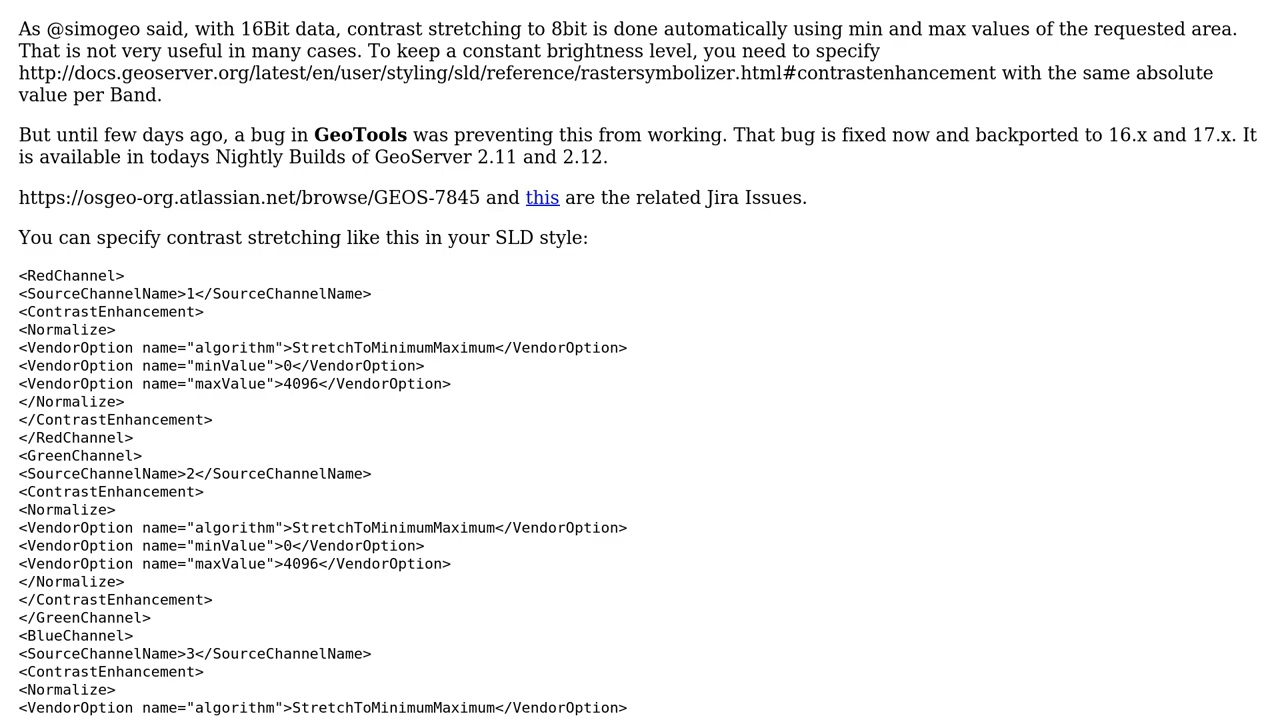 As @simogeo said, with 16Bit data, contrast stretching to 8bit is done automatically using min and max values of the requested area.
That is not very useful in many cases. To keep a constant brightness level, you need to specify
http://docs.geoserver.org/latest/en/user/styling/sld/reference/rastersymbolizer.html#contrastenhancement with the same absolute
value per Band.
But until few days ago, a bug in GeoTools was preventing this from working. That bug is fixed now and backported to 16.x and 17.x. It
is available in todays Nightly Builds of GeoServer 2.11 and 2.12.
https://osgeo-org.atlassian.net/browse/GEOS-7845 and this are the related Jira Issues.
You can specify contrast stretching like this in your SLD style:
<RedChannel>
<SourceChannelName>1</SourceChannelName>
<ContrastEnhancement>
<Normalize>
<VendorOption name="algorithm">StretchToMinimumMaximum</VendorOption>
<VendorOption name="minValue">0</VendorOption>
<VendorOption name="maxValue">4096</VendorOption>
</Normalize>
</ContrastEnhancement>
</RedChannel>
<GreenChannel>
<SourceChannelName>2</SourceChannelName>
<ContrastEnhancement>
<Normalize>
<VendorOption name="algorithm">StretchToMinimumMaximum</VendorOption>
<VendorOption name="minValue">0</VendorOption>
<VendorOption name="maxValue">4096</VendorOption>
</Normalize>
</ContrastEnhancement>
</GreenChannel>
<BlueChannel>
<SourceChannelName>3</SourceChannelName>
<ContrastEnhancement>
<Normalize>
<VendorOption name="algorithm">StretchToMinimumMaximum</VendorOption>